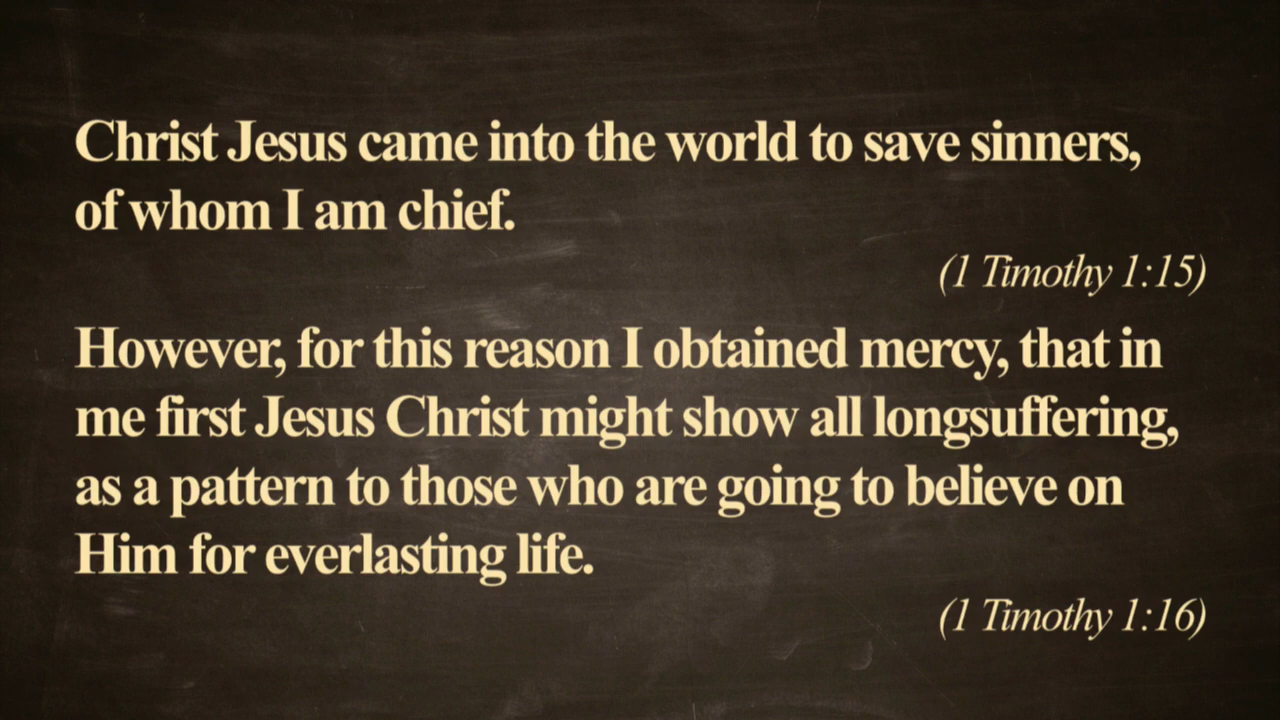 Christ Jesus came into the world to save sinners,
of whom I am chief.
(1 Timothy 1:15)
However, for this reason I obtained mercy, that in
me first Jesus Christ might show all longsuffering,
as a pattern to those who are going to believe on
Him for everlasting life.
(1 Timothy 1:16)